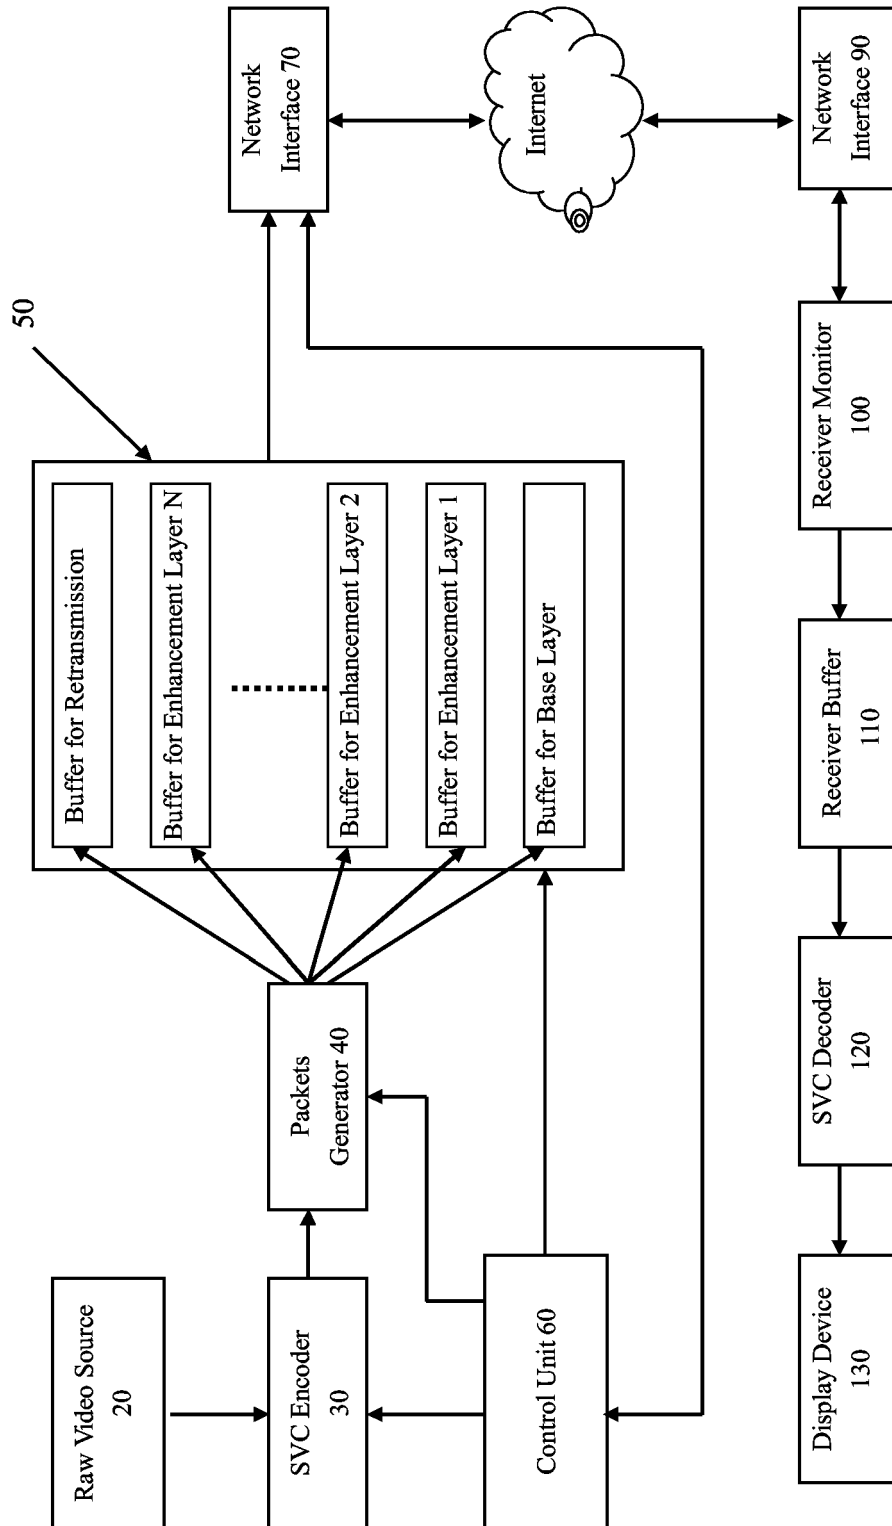 Raw Video Source
20
SVC Encoder
30
Control Unit 60
Packets
Generator 40
50
Buffer for Retransmission
Buffer for Enhancement Layer N
Buffer for Enhancement Layer 2
Buffer for Enhancement Layer 1
Buffer for Base Layer
Network
Interface 70
Internet
Network
Interface 90
Receiver Monitor
100
Receiver Buffer
110
SVC Decoder
120
Display Device
130